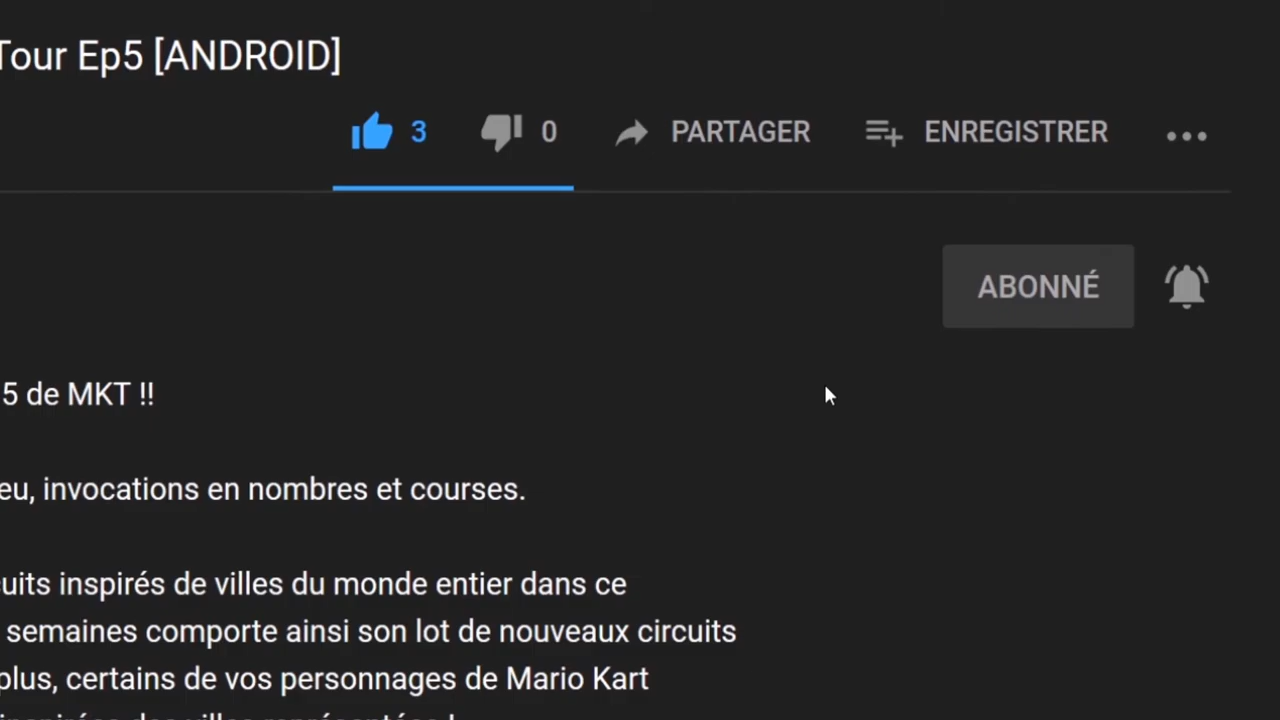 Tour Ep5 [ANDROID]
3 0 PARTAGER ENREGISTRER
ABONNÉ
5 de MKT !!
eu, invocations en nombres et courses.
cuits inspirés de villes du monde entier dans ce
semaines comporte ainsi son lot de nouveaux circuits
plus, certains de vos personnages de Mario Kart